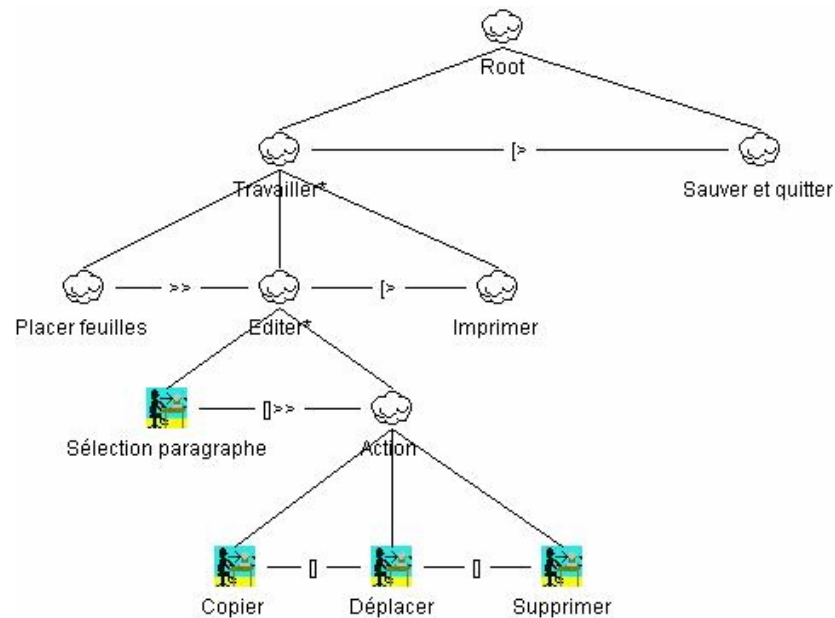 Root
[>
Travailler*
Sauver et quitter
>>
[>
Placer feuilles
Editer*
Imprimer
[]>>
Sélection paragraphe
Action
[]
[]
Copier
Déplacer
Supprimer